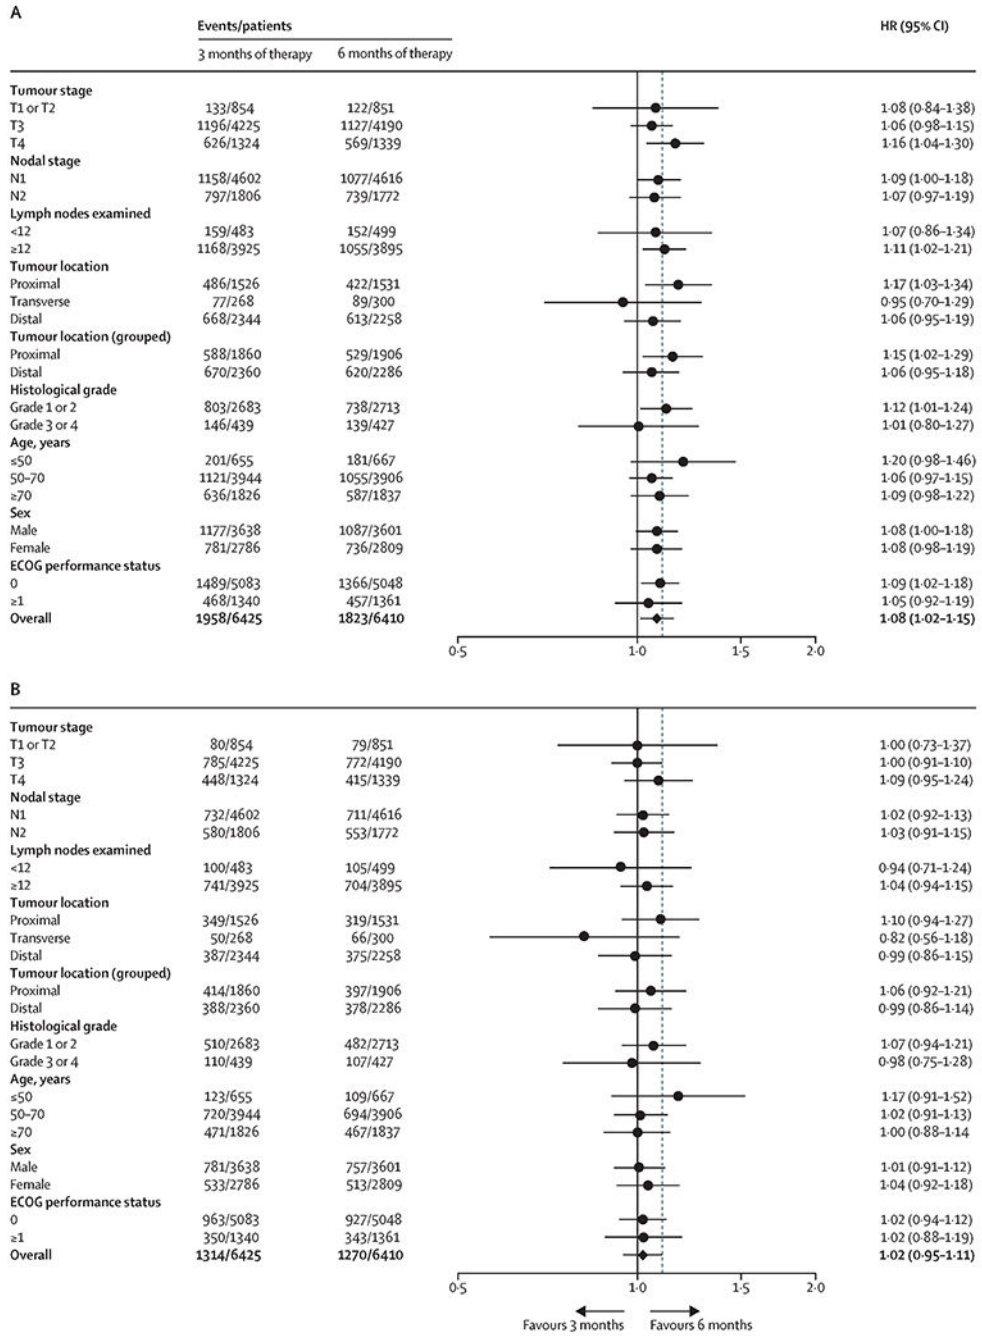 A
Events/patients HR (95% CI)
3 months of therapy 6 months of therapy
Tumour stage
T1 or T2 133/854 122/851 1·08 (0·84–1·38)
T3 1196/4225 1127/4190 1·06 (0·98–1·15)
T4 626/1324 569/1339 1·16 (1·04–1·30)
Nodal stage
N1 1158/4602 1077/4616 1·09 (1·00–1·18)
N2 797/1806 739/1772 1·07 (0·97–1·19)
Lymph nodes examined
<12 159/483 152/499 1·07 (0·86–1·34)
≥12 1168/3925 1055/3895 1·11 (1·02–1·21)
Tumour location
Proximal 486/1526 422/1531 1·17 (1·03–1·34)
Transverse 77/268 89/300 0·95 (0·70–1·29)
Distal 668/2344 613/2258 1·06 (0·95–1·19)
Tumour location (grouped)
Proximal 588/1860 529/1906 1·15 (1·02–1·29)
Distal 670/2360 620/2286 1·06 (0·95–1·18)
Histological grade
Grade 1 or 2 803/2683 738/2713 1·12 (1·01–1·24)
Grade 3 or 4 146/439 139/427 1·01 (0·80–1·27)
Age, years
≤50 201/655 181/667 1·20 (0·98–1·46)
50–70 1121/3944 1055/3906 1·06 (0·97–1·15)
≥70 636/1826 587/1837 1·09 (0·98–1·22)
Sex
Male 1177/3638 1087/3601 1·08 (1·00–1·18)
Female 781/2786 736/2809 1·08 (0·98–1·19)
ECOG performance status
0 1489/5083 1366/5048 1·09 (1·02–1·18)
≥1 468/1340 457/1361 1·05 (0·92–1·19)
Overall 1958/6425 1823/6410 1·08 (1·02–1·15)
0·5 1·0 1·5 2·0
B
Tumour stage
T1 or T2 80/854 79/851 1·00 (0·73–1·37)
T3 785/4225 772/4190 1·00 (0·91–1·10)
T4 448/1324 415/1339 1·09 (0·95–1·24)
Nodal stage
N1 732/4602 711/4616 1·02 (0·92–1·13)
N2 580/1806 553/1772 1·03 (0·91–1·15)
Lymph nodes examined
<12 100/483 105/499 0·94 (0·71–1·24)
≥12 741/3925 704/3895 1·04 (0·94–1·15)
Tumour location
Proximal 349/1526 319/1531 1·10 (0·94–1·27)
Transverse 50/268 66/300 0·82 (0·56–1·18)
Distal 387/2344 375/2258 0·99 (0·86–1·15)
Tumour location (grouped)
Proximal 414/1860 397/1906 1·06 (0·92–1·21)
Distal 388/2360 378/2286 0·99 (0·86–1·14)
Histological grade
Grade 1 or 2 510/2683 482/2713 1·07 (0·94–1·21)
Grade 3 or 4 110/439 107/427 0·98 (0·75–1·28)
Age, years
≤50 123/655 109/667 1·17 (0·91–1·52)
50–70 720/3944 694/3906 1·02 (0·91–1·13)
≥70 471/1826 467/1837 1·00 (0·88–1·14
Sex
Male 781/3638 757/3601 1·01 (0·91–1·12)
Female 533/2786 513/2809 1·04 (0·92–1·18)
ECOG performance status
0 963/5083 927/5048 1·02 (0·94–1·12)
≥1 350/1340 343/1361 1·02 (0·88–1·19)
Overall 1314/6425 1270/6410 1·02 (0·95–1·11)
0·5 1·0 1·5 2·0
Favours 3 months Favours 6 months